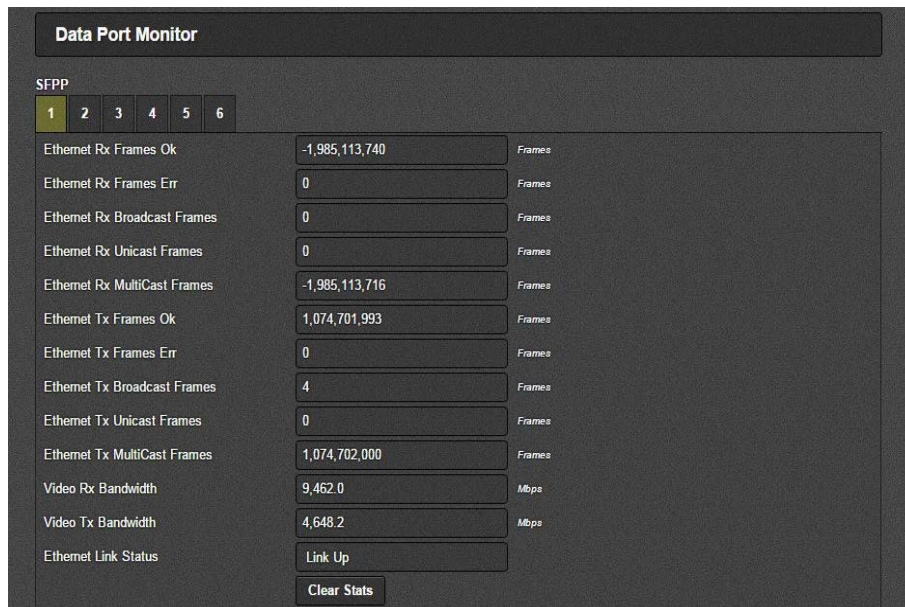 Data Port Monitor
SFPP
1 2 3 4 5 6
Ethernet Rx Frames Ok -1,985,113,740 Frames
Ethernet Rx Frames Err 0 Frames
Ethernet Rx Broadcast Frames 0 Frames
Ethernet Rx Unicast Frames 0 Frames
Ethernet Rx MultiCast Frames -1,985,113,716 Frames
Ethernet Tx Frames Ok 1,074,701,993 Frames
Ethernet Tx Frames Err 0 Frames
Ethernet Tx Broadcast Frames 4 Frames
Ethernet Tx Unicast Frames 0 Frames
Ethernet Tx MultiCast Frames 1,074,702,000 Frames
Video Rx Bandwidth 9,462.0 Mbps
Video Tx Bandwidth 4,648.2 Mbps
Ethernet Link Status Link Up
Clear Stats